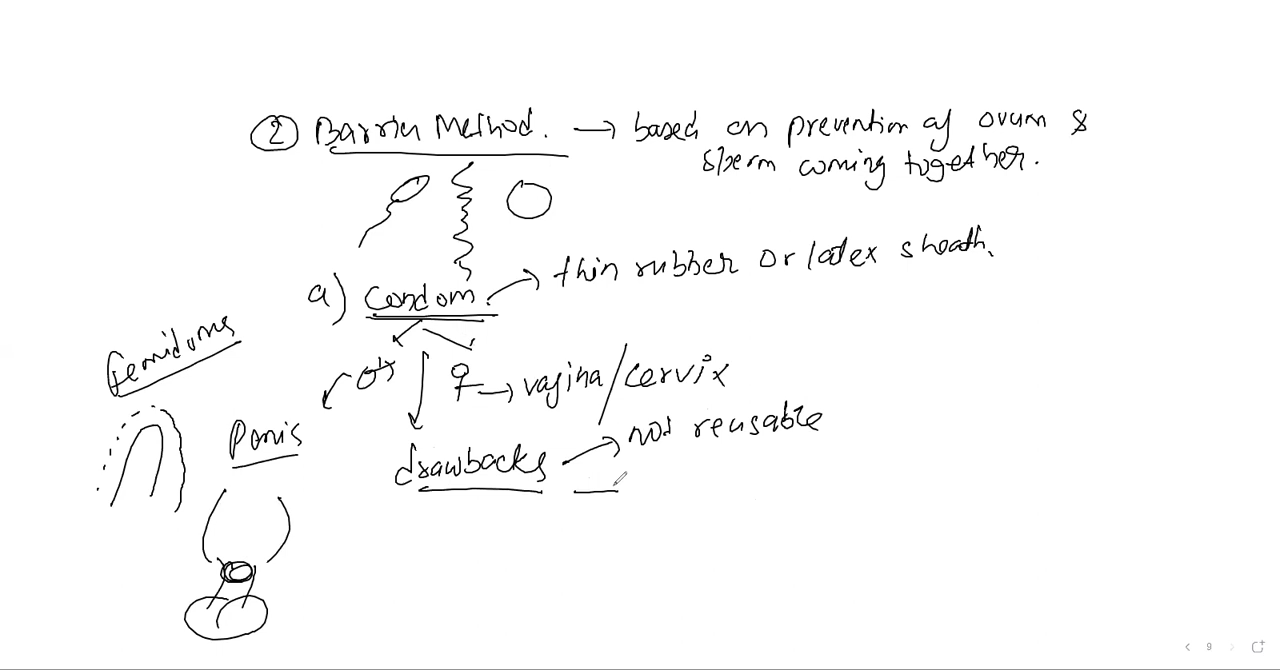 ② Barrier Method. → based on prevention of ovum &
sperm coming together.
a) Condom. → thin rubber or latex sheath.
Femidoms
♂ ♀ → vagina/cervix
Penis
drawbacks → not reusable
9